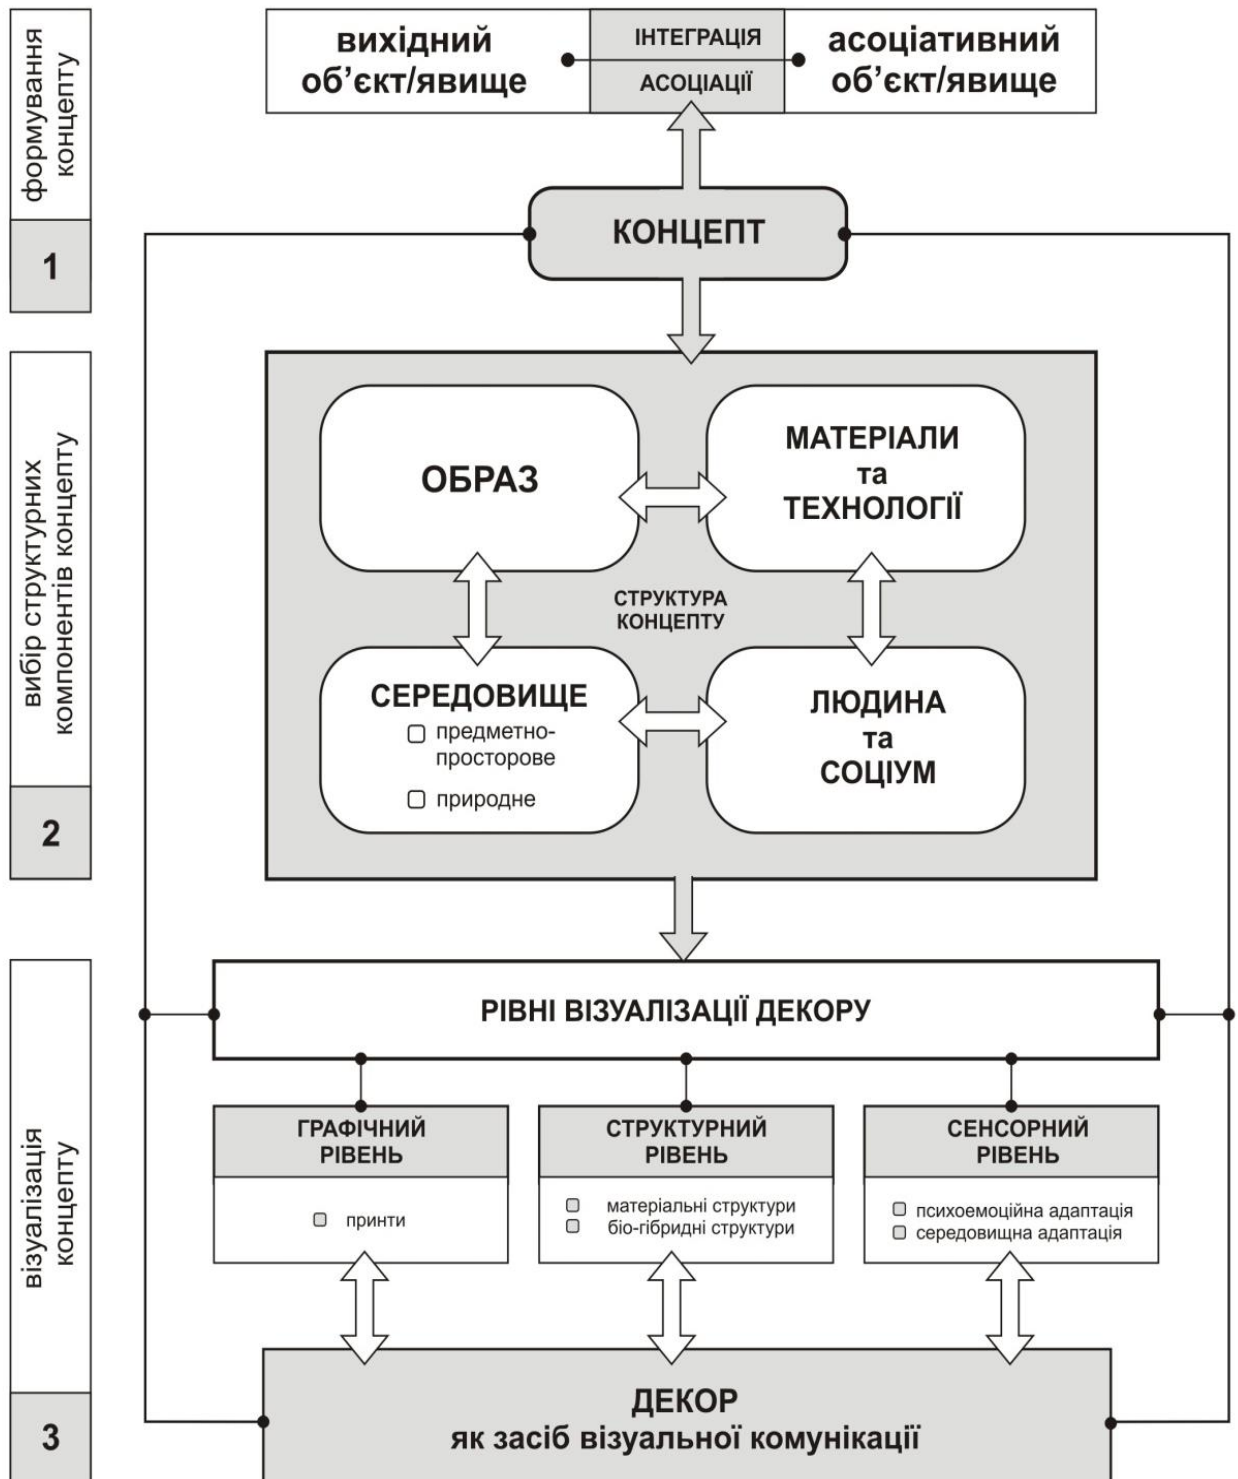 формування
концепту
1
вихідний
об’єкт/явище
ІНТЕГРАЦІЯ
АСОЦІАЦІЇ
асоціативний
об’єкт/явище
КОНЦЕПТ
вибір структурних
компонентів концепту
2
ОБРАЗ
МАТЕРІАЛИ
та
ТЕХНОЛОГІЇ
СТРУКТУРА
КОНЦЕПТУ
СЕРЕДОВИЩЕ
предметно-
просторове
природне
ЛЮДИНА
та
СОЦІУМ
візуалізація
концепту
3
РІВНІ ВІЗУАЛІЗАЦІЇ ДЕКОРУ
ГРАФІЧНИЙ
РІВЕНЬ
принти
СТРУКТУРНИЙ
РІВЕНЬ
матеріальні структури
біо-гібридні структури
СЕНСОРНИЙ
РІВЕНЬ
психоемоційна адаптація
середовищна адаптація
ДЕКОР
як засіб візуальної комунікації